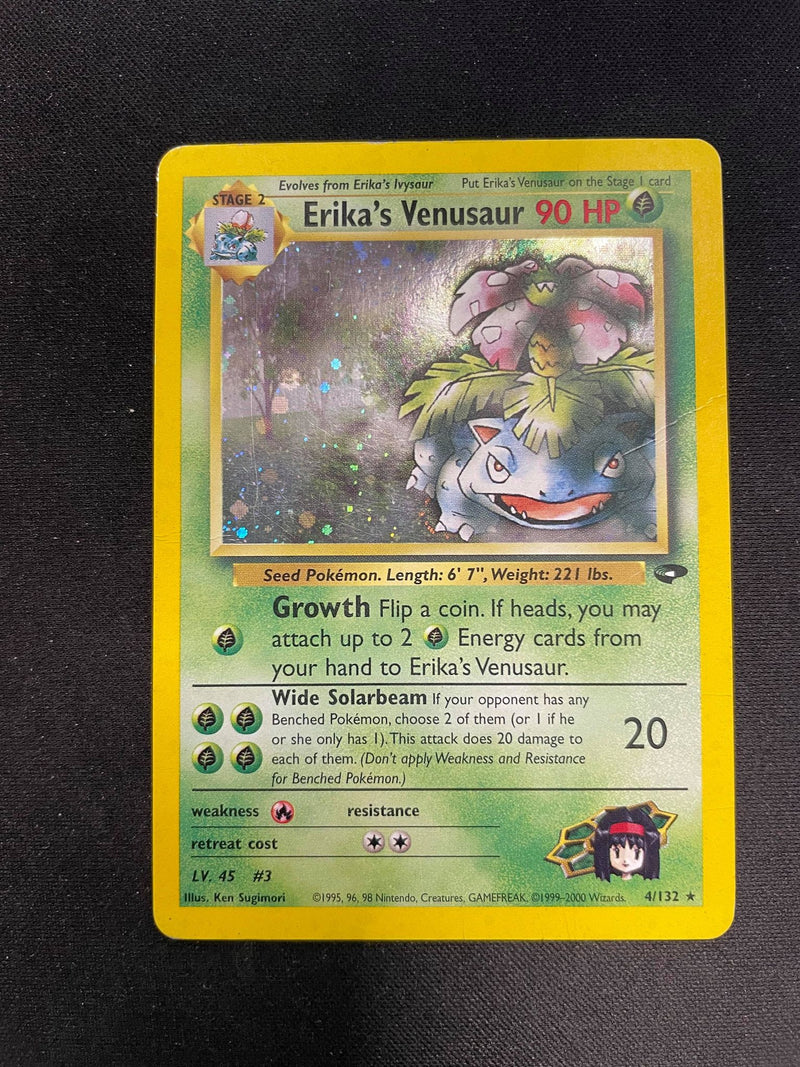 Evolves from Erika's Ivysaur Put Erika's Venusaur on the Stage 1 card
STAGE 2
Erika's Venusaur 90 HP
Seed Pokémon. Length: 6' 7", Weight: 221 lbs.
Growth Flip a coin. If heads, you may
attach up to 2 Energy cards from
your hand to Erika's Venusaur.
Wide Solarbeam If your opponent has any
Benched Pokémon, choose 2 of them (or 1 if he
or she only has 1). This attack does 20 damage to
each of them. (Don't apply Weakness and Resistance
for Benched Pokémon.)
20
weakness resistance
retreat cost
LV. 45 #3
Illus. Ken Sugimori ©1995, 96, 98 Nintendo, Creatures, GAMEFREAK. ©1999-2000 Wizards. 4/132 ★